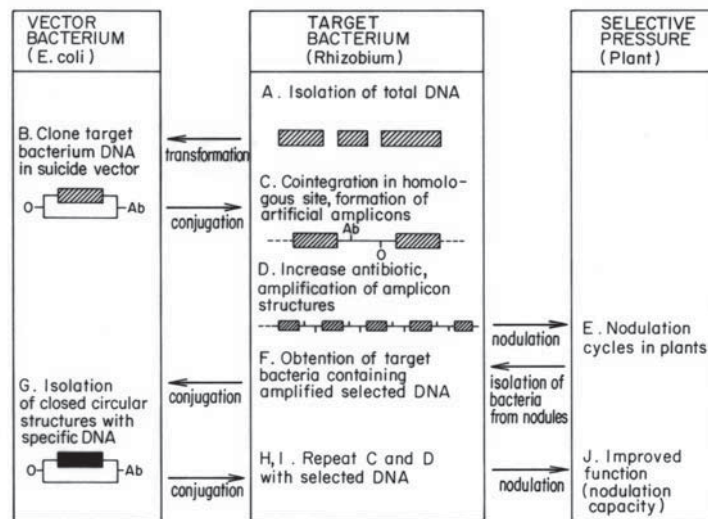 VECTOR
BACTERIUM
(E. coli)
TARGET
BACTERIUM
(Rhizobium)
SELECTIVE
PRESSURE
(Plant)
A. Isolation of total DNA
B. Clone target
bacterium DNA
in suicide vector
transformation
O
Ab
conjugation
C. Cointegration in homolo-
gous site, formation of
artificial amplicons
Ab
O
D. Increase antibiotic,
amplification of amplicon
structures
nodulation
E. Nodulation
cycles in plants
F. Obtention of target
bacteria containing
amplified selected DNA
isolation of
bacteria
from nodules
conjugation
G. Isolation
of closed circular
structures with
specific DNA
O
Ab
conjugation
H, I. Repeat C and D
with selected DNA
nodulation
J. Improved
function
(nodulation
capacity)